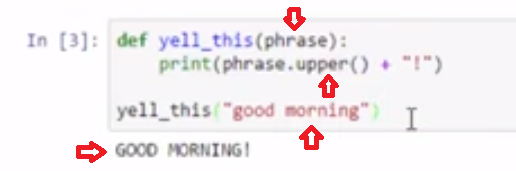 In [3]: def yell_this(phrase):
print(phrase.upper() + "!")
yell_this("good morning")
GOOD MORNING!